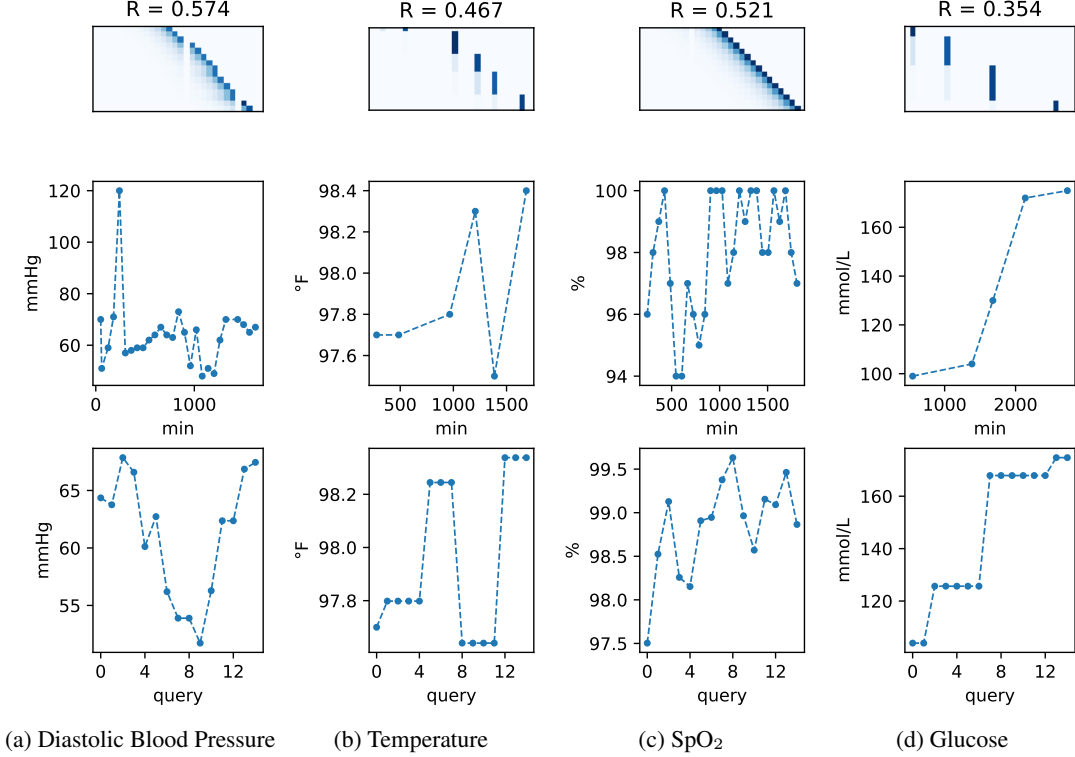 R = 0.574
R = 0.467
R = 0.521
R = 0.354
120
100
80
60
mmHg
0 1000
min
98.4
98.2
98.0
97.8
97.6
°F
500 1000 1500
min
100
98
96
94
%
500 1000 1500
min
160
140
120
100
mmol/L
1000 2000
min
65
60
55
mmHg
0 4 8 12
query
98.2
98.0
97.8
°F
0 4 8 12
query
99.5
99.0
98.5
98.0
97.5
%
0 4 8 12
query
160
140
120
mmol/L
0 4 8 12
query
(a) Diastolic Blood Pressure
(b) Temperature
(c) SpO₂
(d) Glucose